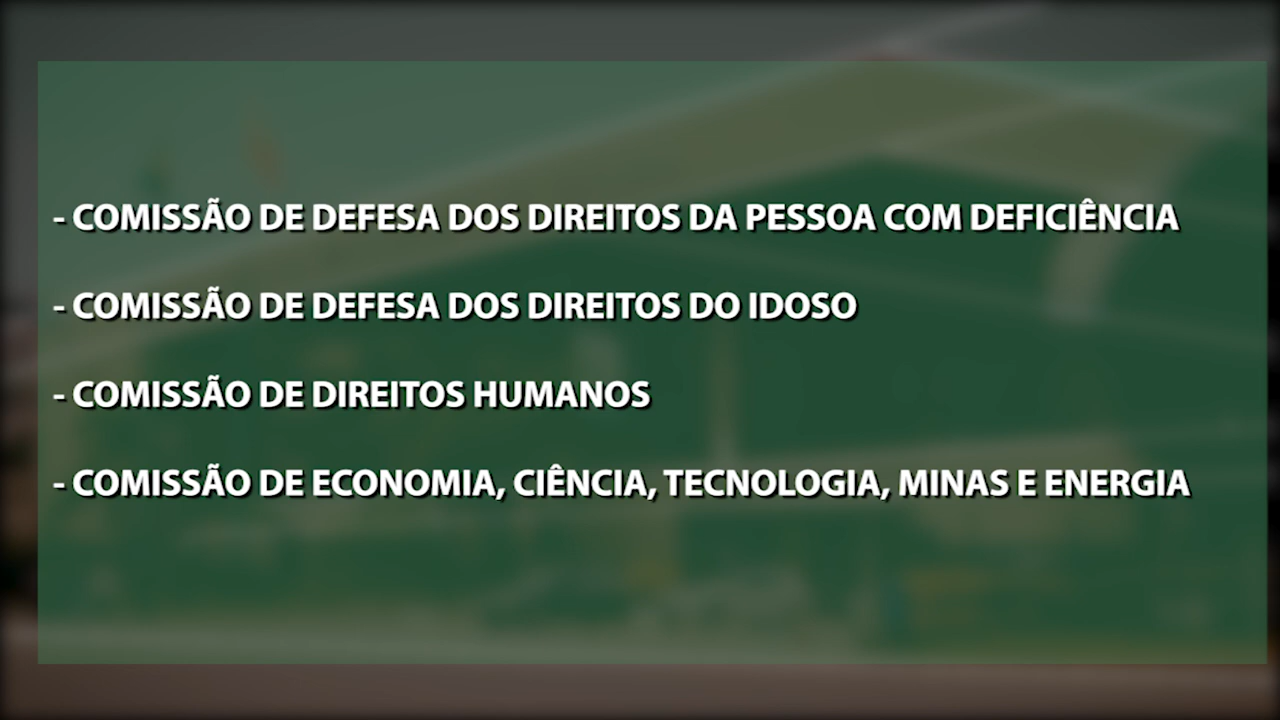 - COMISSÃO DE DEFESA DOS DIREITOS DA PESSOA COM DEFICIÊNCIA
- COMISSÃO DE DEFESA DOS DIREITOS DO IDOSO
- COMISSÃO DE DIREITOS HUMANOS
- COMISSÃO DE ECONOMIA, CIÊNCIA, TECNOLOGIA, MINAS E ENERGIA